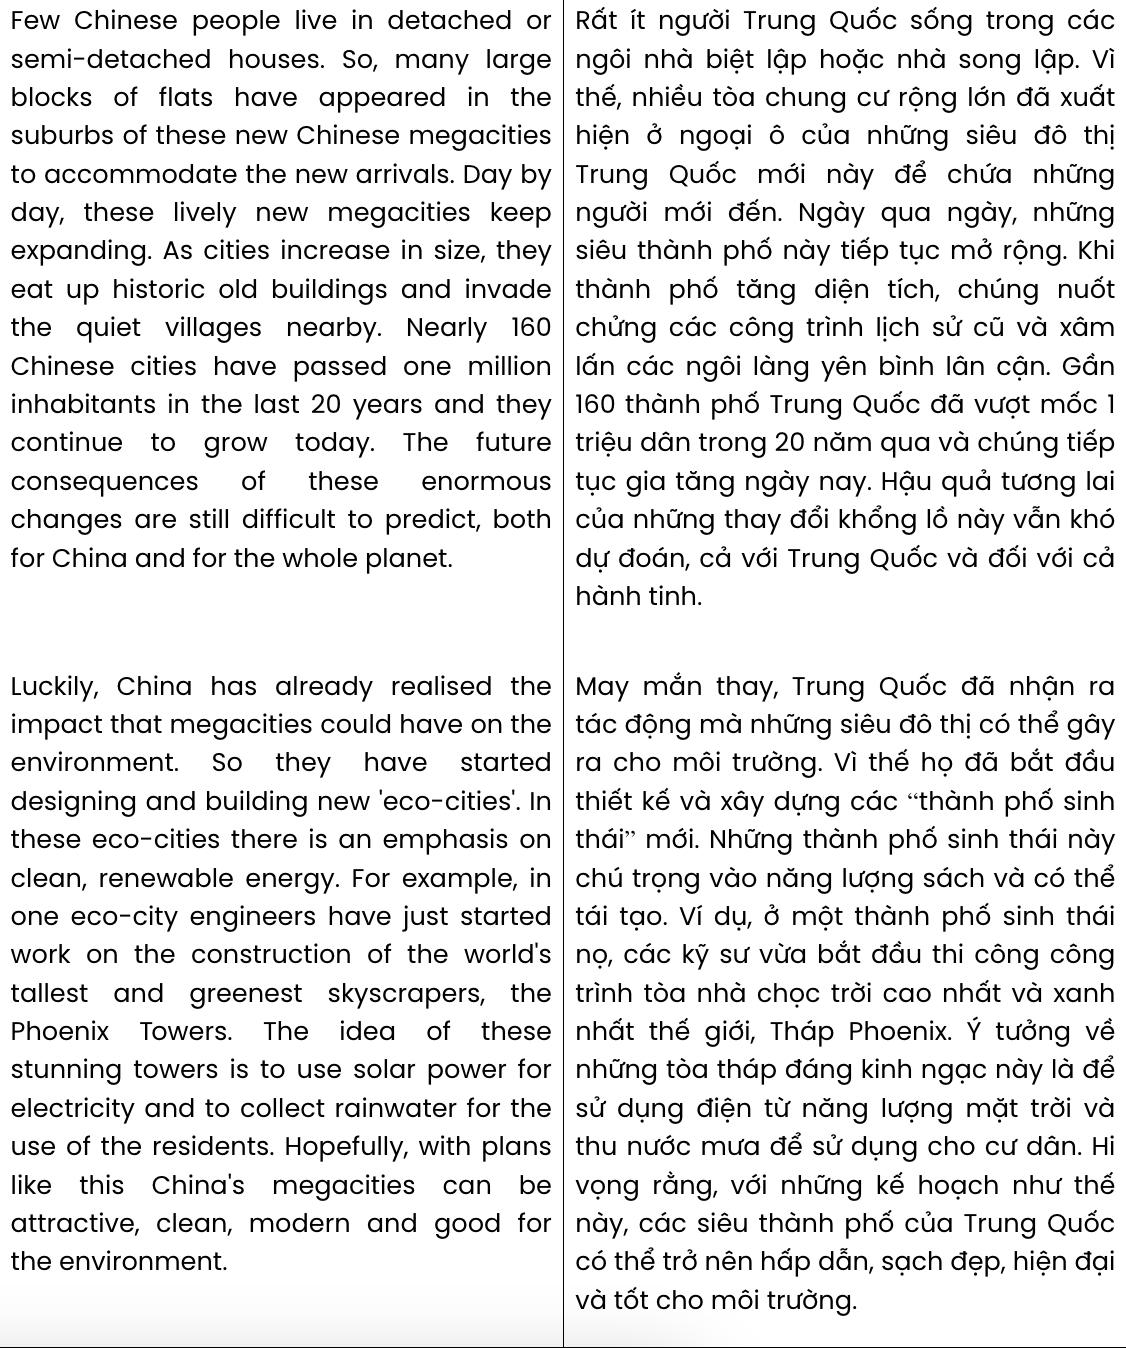 Few Chinese people live in detached or
semi-detached houses. So, many large
blocks of flats have appeared in the
suburbs of these new Chinese megacities
to accommodate the new arrivals. Day by
day, these lively new megacities keep
expanding. As cities increase in size, they
eat up historic old buildings and invade
the quiet villages nearby. Nearly 160
Chinese cities have passed one million
inhabitants in the last 20 years and they
continue to grow today. The future
consequences of these enormous
changes are still difficult to predict, both
for China and for the whole planet.
Rất ít người Trung Quốc sống trong các
ngôi nhà biệt lập hoặc nhà song lập. Vì
thế, nhiều tòa chung cư rộng lớn đã xuất
hiện ở ngoại ô của những siêu đô thị
Trung Quốc mới này để chứa những
người mới đến. Ngày qua ngày, những
siêu thành phố này tiếp tục mở rộng. Khi
thành phố tăng diện tích, chúng nuốt
chửng các công trình lịch sử cũ và xâm
lấn các ngôi làng yên bình lân cận. Gần
160 thành phố Trung Quốc đã vượt mốc 1
triệu dân trong 20 năm qua và chúng tiếp
tục gia tăng ngày nay. Hậu quả tương lai
của những thay đổi khổng lồ này vẫn khó
dự đoán, cả với Trung Quốc và đối với cả
hành tinh.
Luckily, China has already realised the
impact that megacities could have on the
environment. So they have started
designing and building new 'eco-cities'. In
these eco-cities there is an emphasis on
clean, renewable energy. For example, in
one eco-city engineers have just started
work on the construction of the world's
tallest and greenest skyscrapers, the
Phoenix Towers. The idea of these
stunning towers is to use solar power for
electricity and to collect rainwater for the
use of the residents. Hopefully, with plans
like this China's megacities can be
attractive, clean, modern and good for
the environment.
May mắn thay, Trung Quốc đã nhận ra
tác động mà những siêu đô thị có thể gây
ra cho môi trường. Vì thế họ đã bắt đầu
thiết kế và xây dựng các “thành phố sinh
thái” mới. Những thành phố sinh thái này
chú trọng vào năng lượng sách và có thể
tái tạo. Ví dụ, ở một thành phố sinh thái
nọ, các kỹ sư vừa bắt đầu thi công công
trình tòa nhà chọc trời cao nhất và xanh
nhất thế giới, Tháp Phoenix. Ý tưởng về
những tòa tháp đáng kinh ngạc này là để
sử dụng điện từ năng lượng mặt trời và
thu nước mưa để sử dụng cho cư dân. Hi
vọng rằng, với những kế hoạch như thế
này, các siêu thành phố của Trung Quốc
có thể trở nên hấp dẫn, sạch đẹp, hiện đại
và tốt cho môi trường.